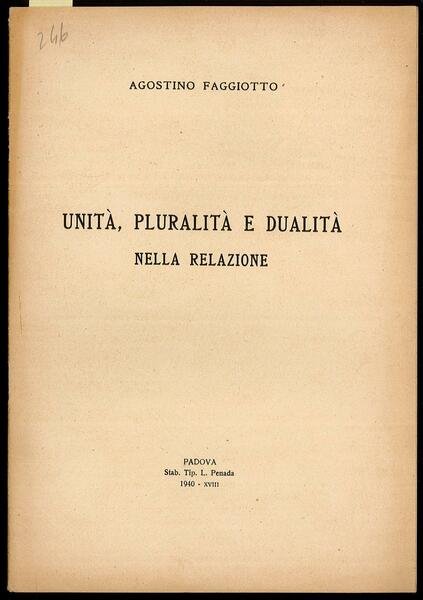 246
AGOSTINO FAGGIOTTO
UNITÀ, PLURALITÀ E DUALITÀ
NELLA RELAZIONE
PADOVA
Stab. Tip. L. Penada
1940 - XVIII